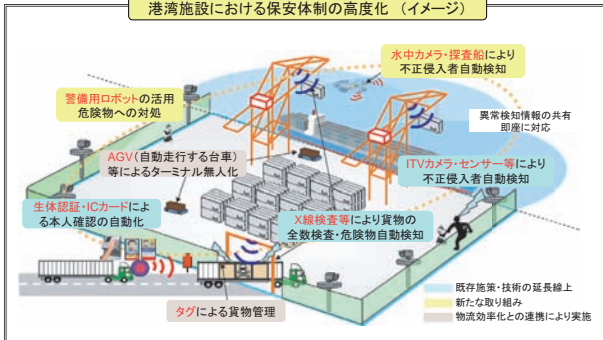 港湾施設における保安体制の高度化 （イメージ）
水中カメラ・探査船により
不正侵入者自動検知
警備用ロボットの活用
危険物への対処
異常検知情報の共有
即座に対応
AGV（自動走行する台車）
等によるターミナル無人化
ITVカメラ・センサー等により
不正侵入者自動検知
生体認証・ICカードによ
る本人確認の自動化
X線検査等により貨物の
全数検査・危険物自動検知
タグによる貨物管理
既存施策・技術の延長線上
新たな取り組み
物流効率化との連携により実施